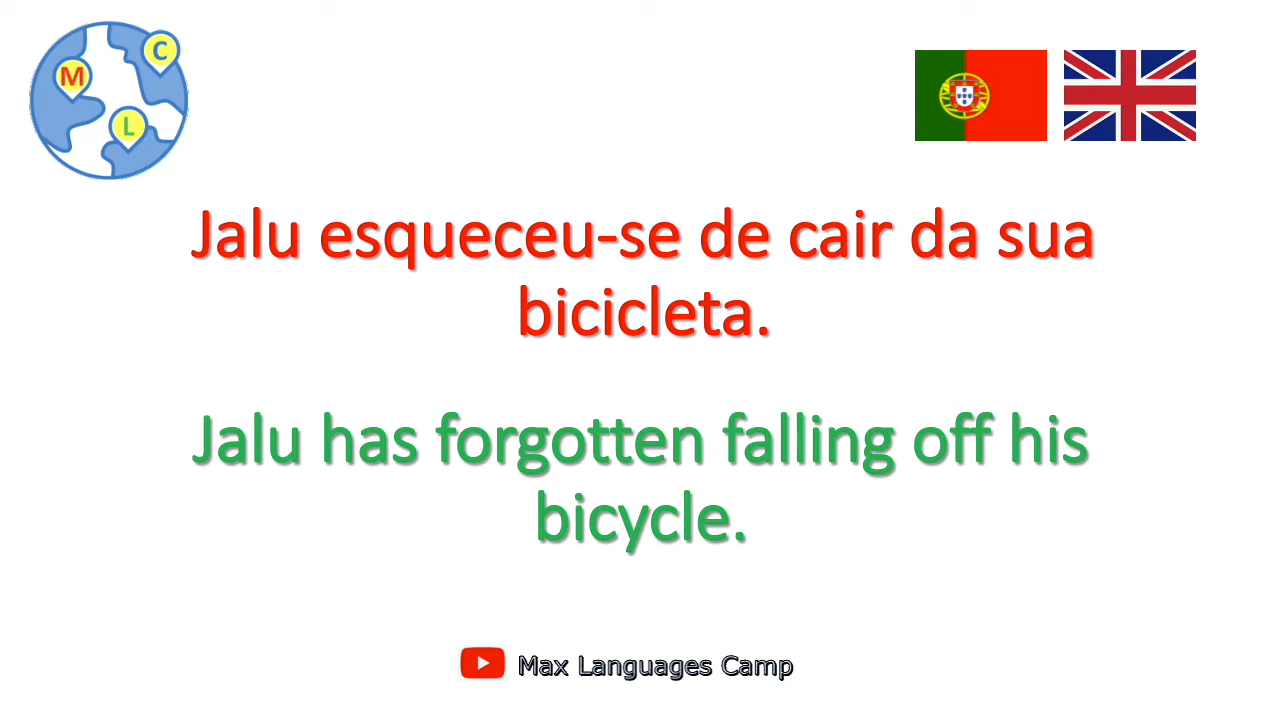 C
M
L
Jalu esqueceu-se de cair da sua
bicicleta.
Jalu has forgotten falling off his
bicycle.
Max Languages Camp